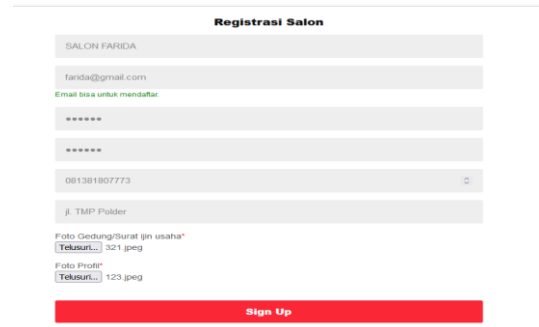 Registrasi Salon
SALON FARIDA
farida@gmail.com
Email bisa untuk mendaftar.
••••••
••••••
081381807773
jl. TMP Polder
Foto Gedung/Surat ijin usaha*
Telusuri... 321.jpeg
Foto Profil*
Telusuri... 123.jpeg
Sign Up